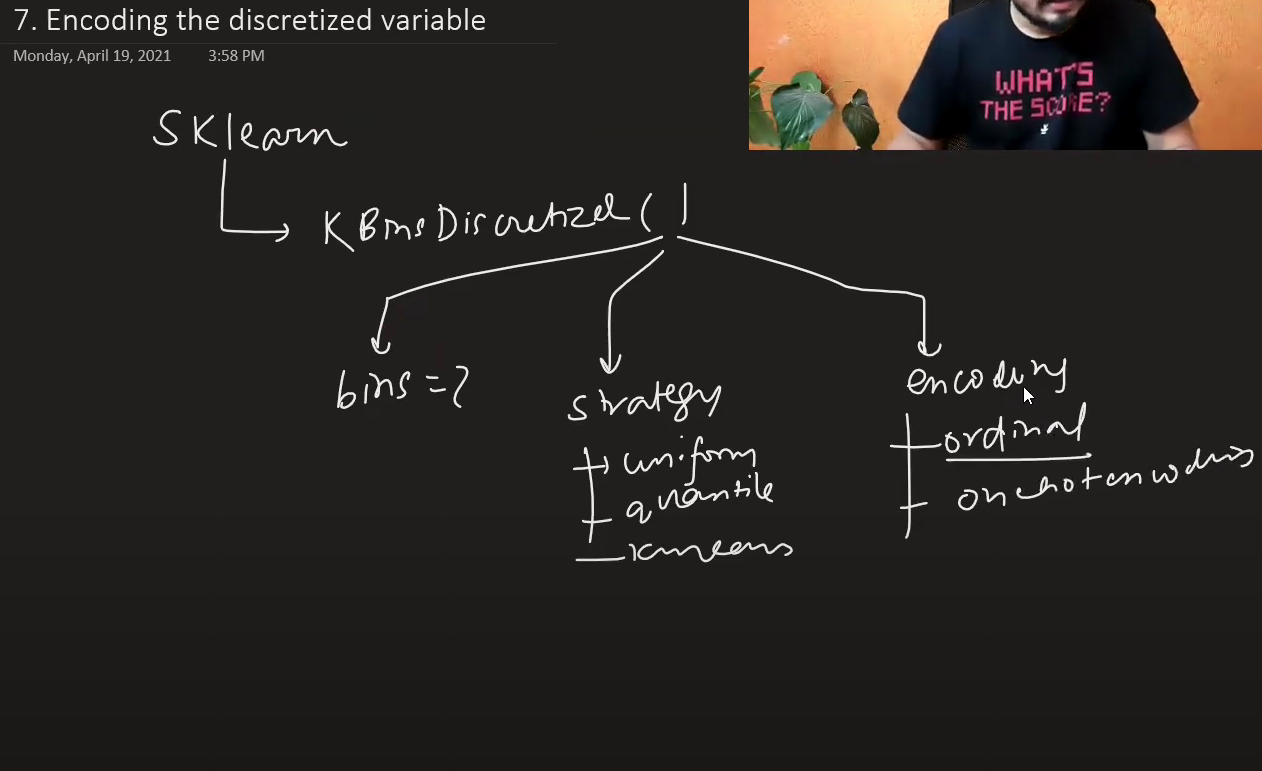 7. Encoding the discretized variable
Monday, April 19, 2021 3:58 PM
WHAT'S
THE SCORE?
SKlearn
KBinsDiscretizer()
bins = ?
strategy
uniform
quantile
kmeans
encoding
ordinal
onehotencoding